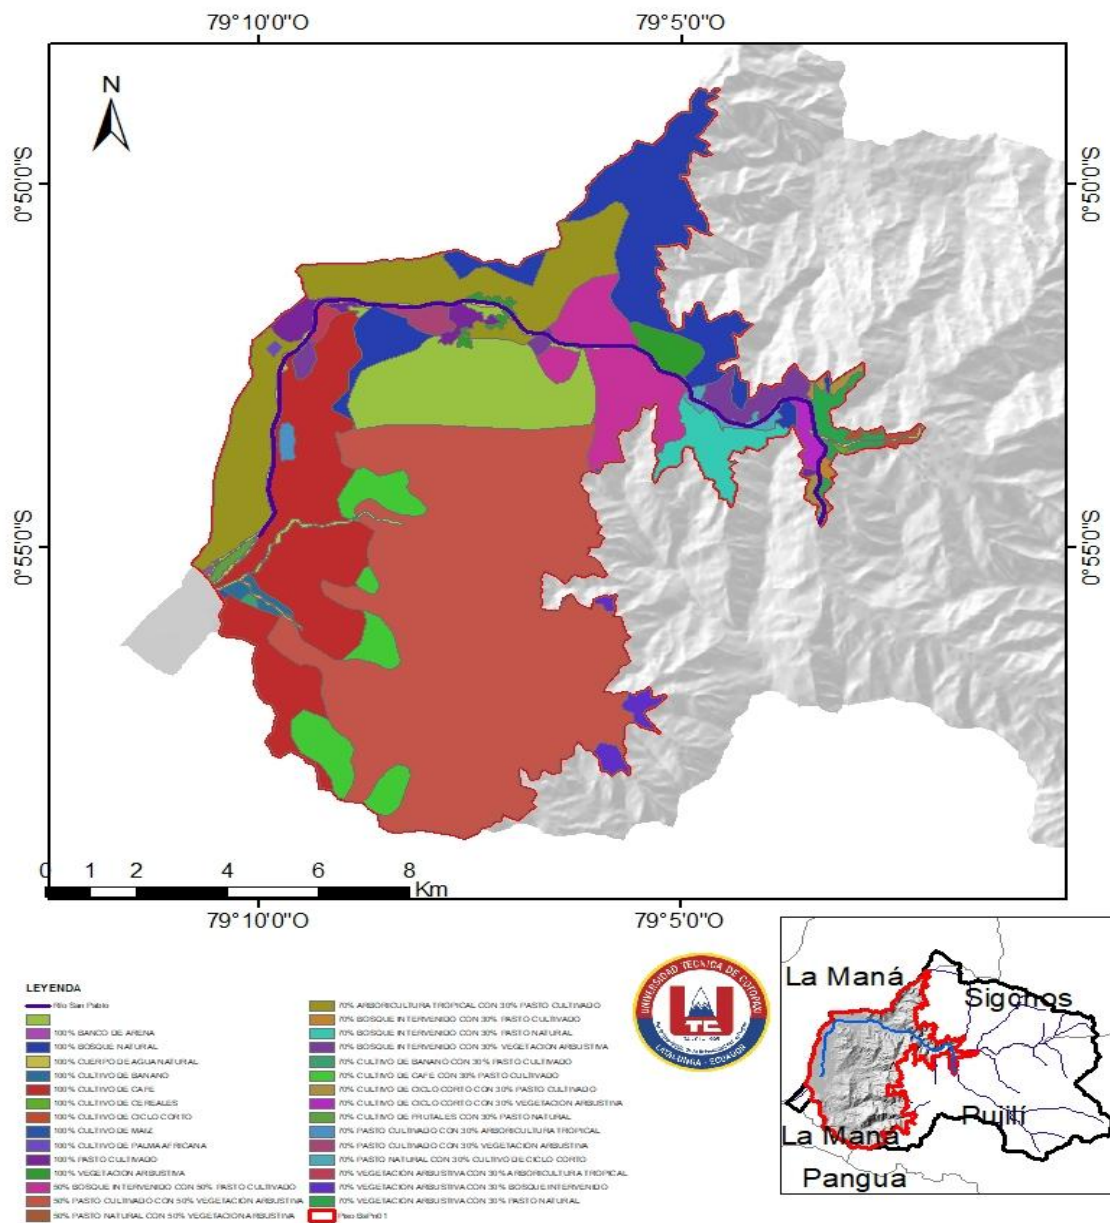 79°10'0"O 79°5'0"O
N
0°50'0"S 0°50'0"S
0°55'0"S 0°55'0"S
0 1 2 4 6 8
Km
79°10'0"O 79°5'0"O
LEYENDA
Río San Pablo
100% BANCO DE ARENA
100% BOSQUE NATURAL
100% CUERPO DE AGUA NATURAL
100% CULTIVO DE BANANO
100% CULTIVO DE CAFE
100% CULTIVO DE CEREALES
100% CULTIVO DE CICLO CORTO
100% CULTIVO DE MAIZ
100% CULTIVO DE PALMA AFRICANA
100% PASTO CULTIVADO
100% VEGETACION ARBUSTIVA
50% BOSQUE INTERVENIDO CON 50% PASTO CULTIVADO
50% PASTO CULTIVADO CON 50% VEGETACION ARBUSTIVA
50% PASTO NATURAL CON 50% VEGETACION ARBUSTIVA
70% ARBORICULTURA TROPICAL CON 30% PASTO CULTIVADO
70% BOSQUE INTERVENIDO CON 30% PASTO CULTIVADO
70% BOSQUE INTERVENIDO CON 30% PASTO NATURAL
70% BOSQUE INTERVENIDO CON 30% VEGETACION ARBUSTIVA
70% CULTIVO DE BANANO CON 30% PASTO CULTIVADO
70% CULTIVO DE CAFE CON 30% PASTO CULTIVADO
70% CULTIVO DE CICLO CORTO CON 30% PASTO CULTIVADO
70% CULTIVO DE CICLO CORTO CON 30% VEGETACION ARBUSTIVA
70% CULTIVO DE FRUTALES CON 30% PASTO NATURAL
70% PASTO CULTIVADO CON 30% ARBORICULTURA TROPICAL
70% PASTO CULTIVADO CON 30% VEGETACION ARBUSTIVA
70% PASTO NATURAL CON 30% CULTIVO DE CICLO CORTO
70% VEGETACION ARBUSTIVA CON 30% ARBORICULTURA TROPICAL
70% VEGETACION ARBUSTIVA CON 30% BOSQUE INTERVENIDO
70% VEGETACION ARBUSTIVA CON 30% PASTO NATURAL
UNIVERSIDAD TECNICA DE COTOPAXI
UTC
LATACUNGA - ECUADOR
La Maná
Sigchos
Pujilí
La Maná
Pangua